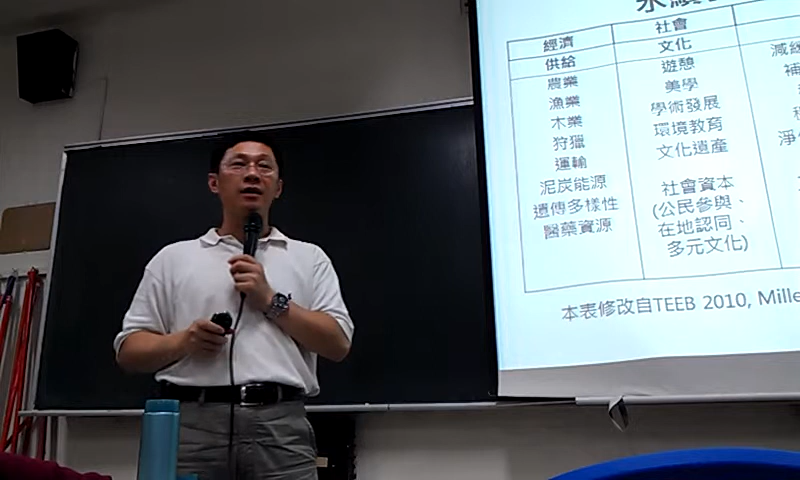 經濟 社會
供給 文化
農業 遊憩
漁業 美學
木業 學術發展
狩獵 環境教育
運輸 文化遺產
泥炭能源 社會資本
遺傳多樣性 (公民參與、
醫藥資源 在地認同、
多元文化)
本表修改自TEEB 2010,